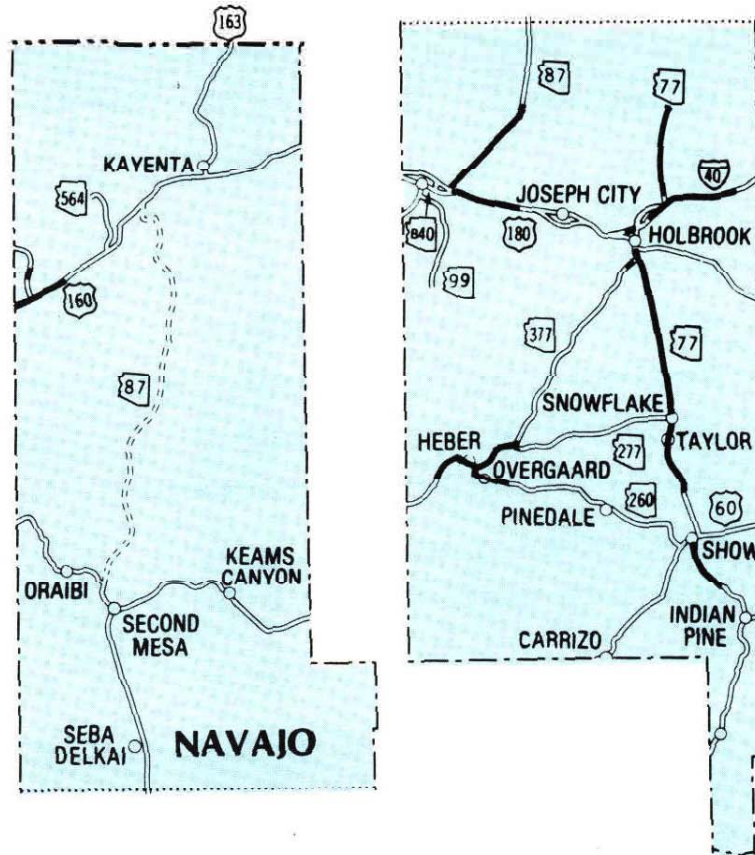 163
KAYENTA
564
160
87
ORAIBI
KEAMS
CANYON
SECOND
MESA
SEBA
DELKAI
NAVAJO
87
77
40
JOSEPH CITY
840
180
HOLBROOK
99
377
77
SNOWFLAKE
HEBER
TAYLOR
277
OVERGAARD
260
60
PINEDALE
SHOW
INDIAN
PINE
CARRIZO